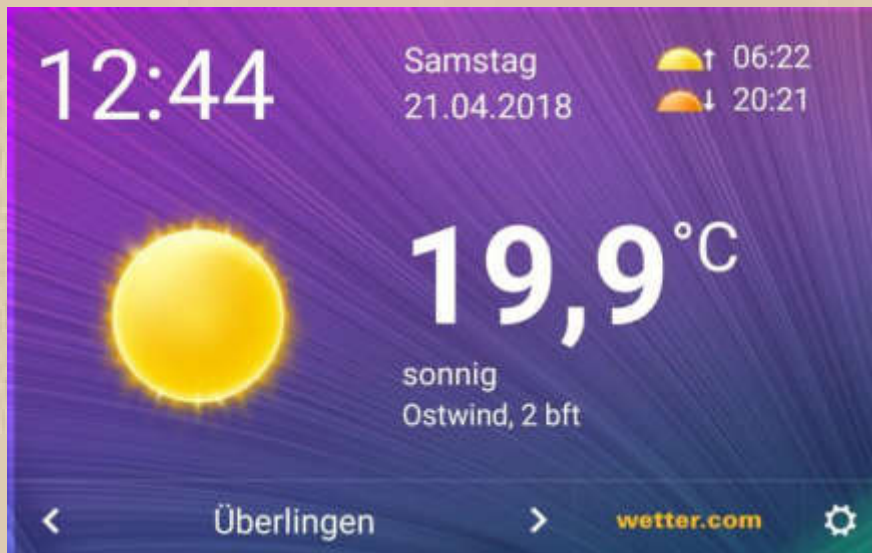 12:44
Samstag
21.04.2018
06:22
20:21
19,9°C
sonnig
Ostwind, 2 bft
Überlingen
wetter.com